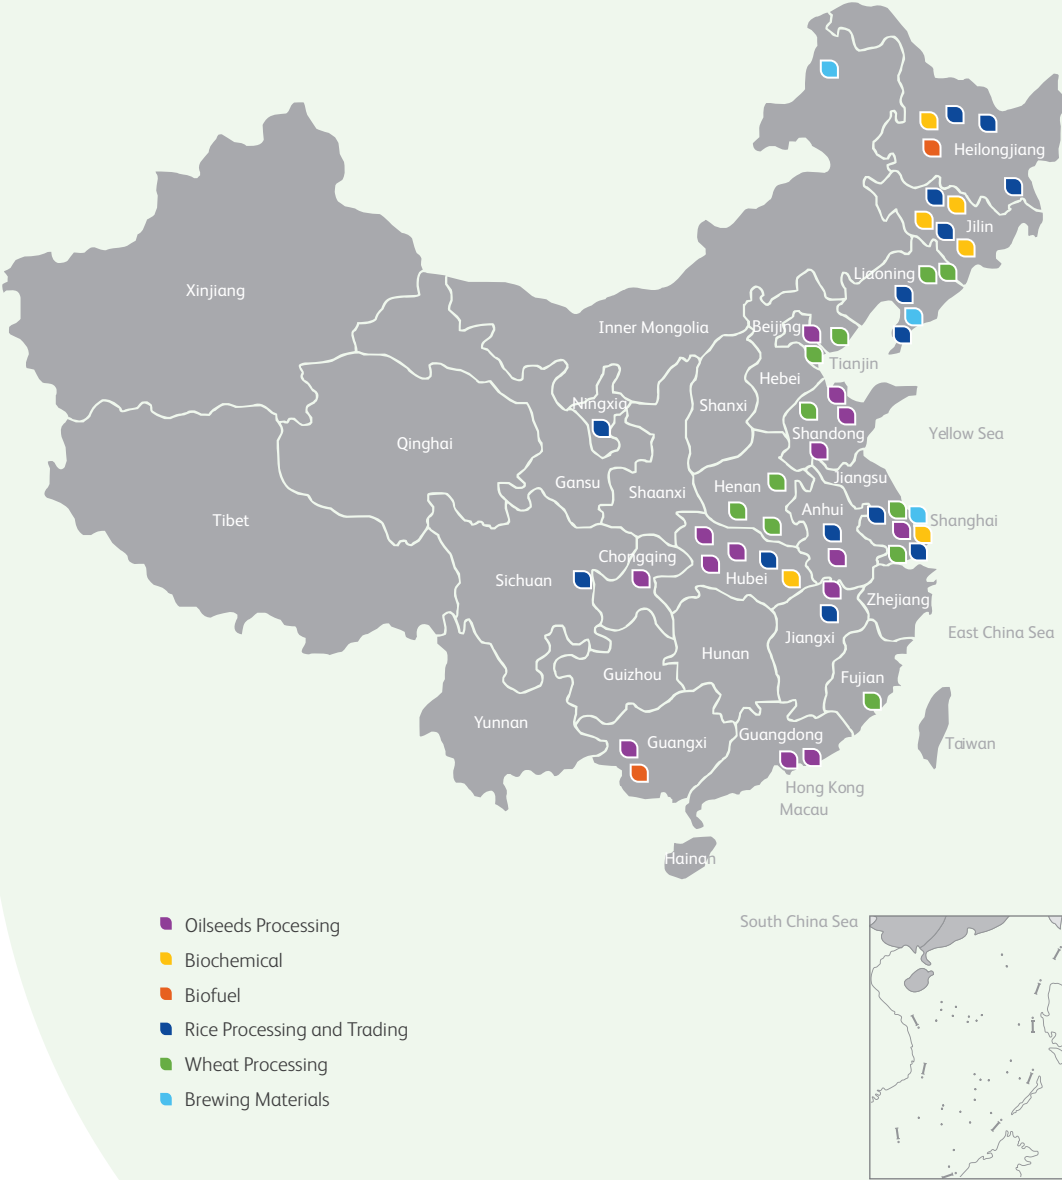 Heilongjiang
Jilin
Liaoning
Xinjiang
Inner Mongolia
Beijing
Tianjin
Hebei
Ningxia
Shanxi
Qinghai
Shandong
Yellow Sea
Gansu
Shaanxi
Henan
Jiangsu
Tibet
Anhui
Shanghai
Chongqing
Sichuan
Hubei
Zhejiang
East China Sea
Jiangxi
Hunan
Guizhou
Fujian
Yunnan
Guangxi
Guangdong
Taiwan
Hong Kong
Macau
Hainan
South China Sea
Oilseeds Processing
Biochemical
Biofuel
Rice Processing and Trading
Wheat Processing
Brewing Materials